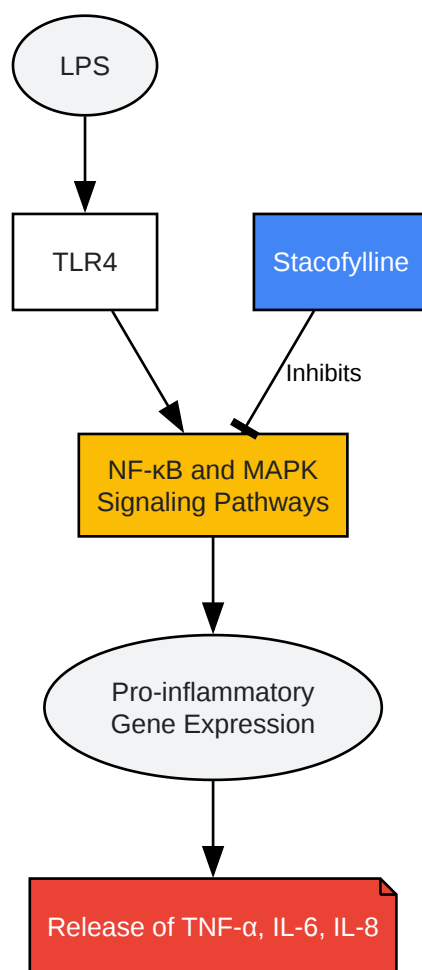 LPS
TLR4
Stacofylline
Inhibits
NF-κB and MAPK
Signaling Pathways
Pro-inflammatory
Gene Expression
Release of TNF-α, IL-6, IL-8